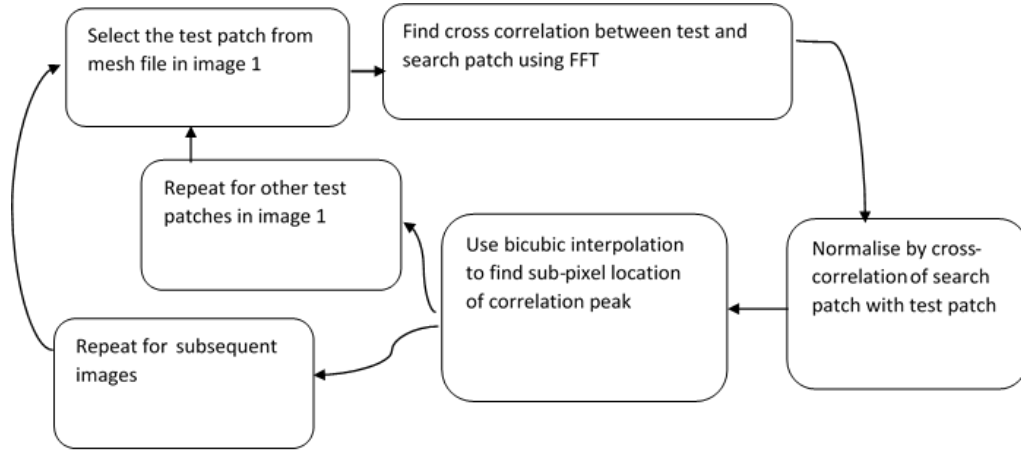 Select the test patch from
mesh file in image 1
Find cross correlation between test and
search patch using FFT
Normalise by cross-
correlation of search
patch with test patch
Use bicubic interpolation
to find sub-pixel location
of correlation peak
Repeat for other test
patches in image 1
Repeat for subsequent
images